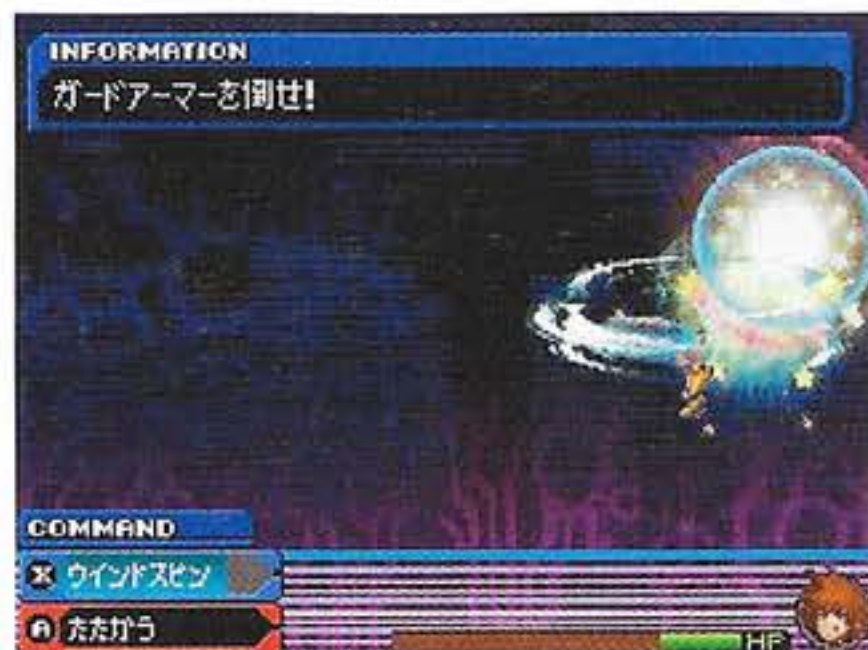 INFORMATION
ガードアーマーを倒せ!
COMMAND
X ウインドスピン
A たたかう
HP